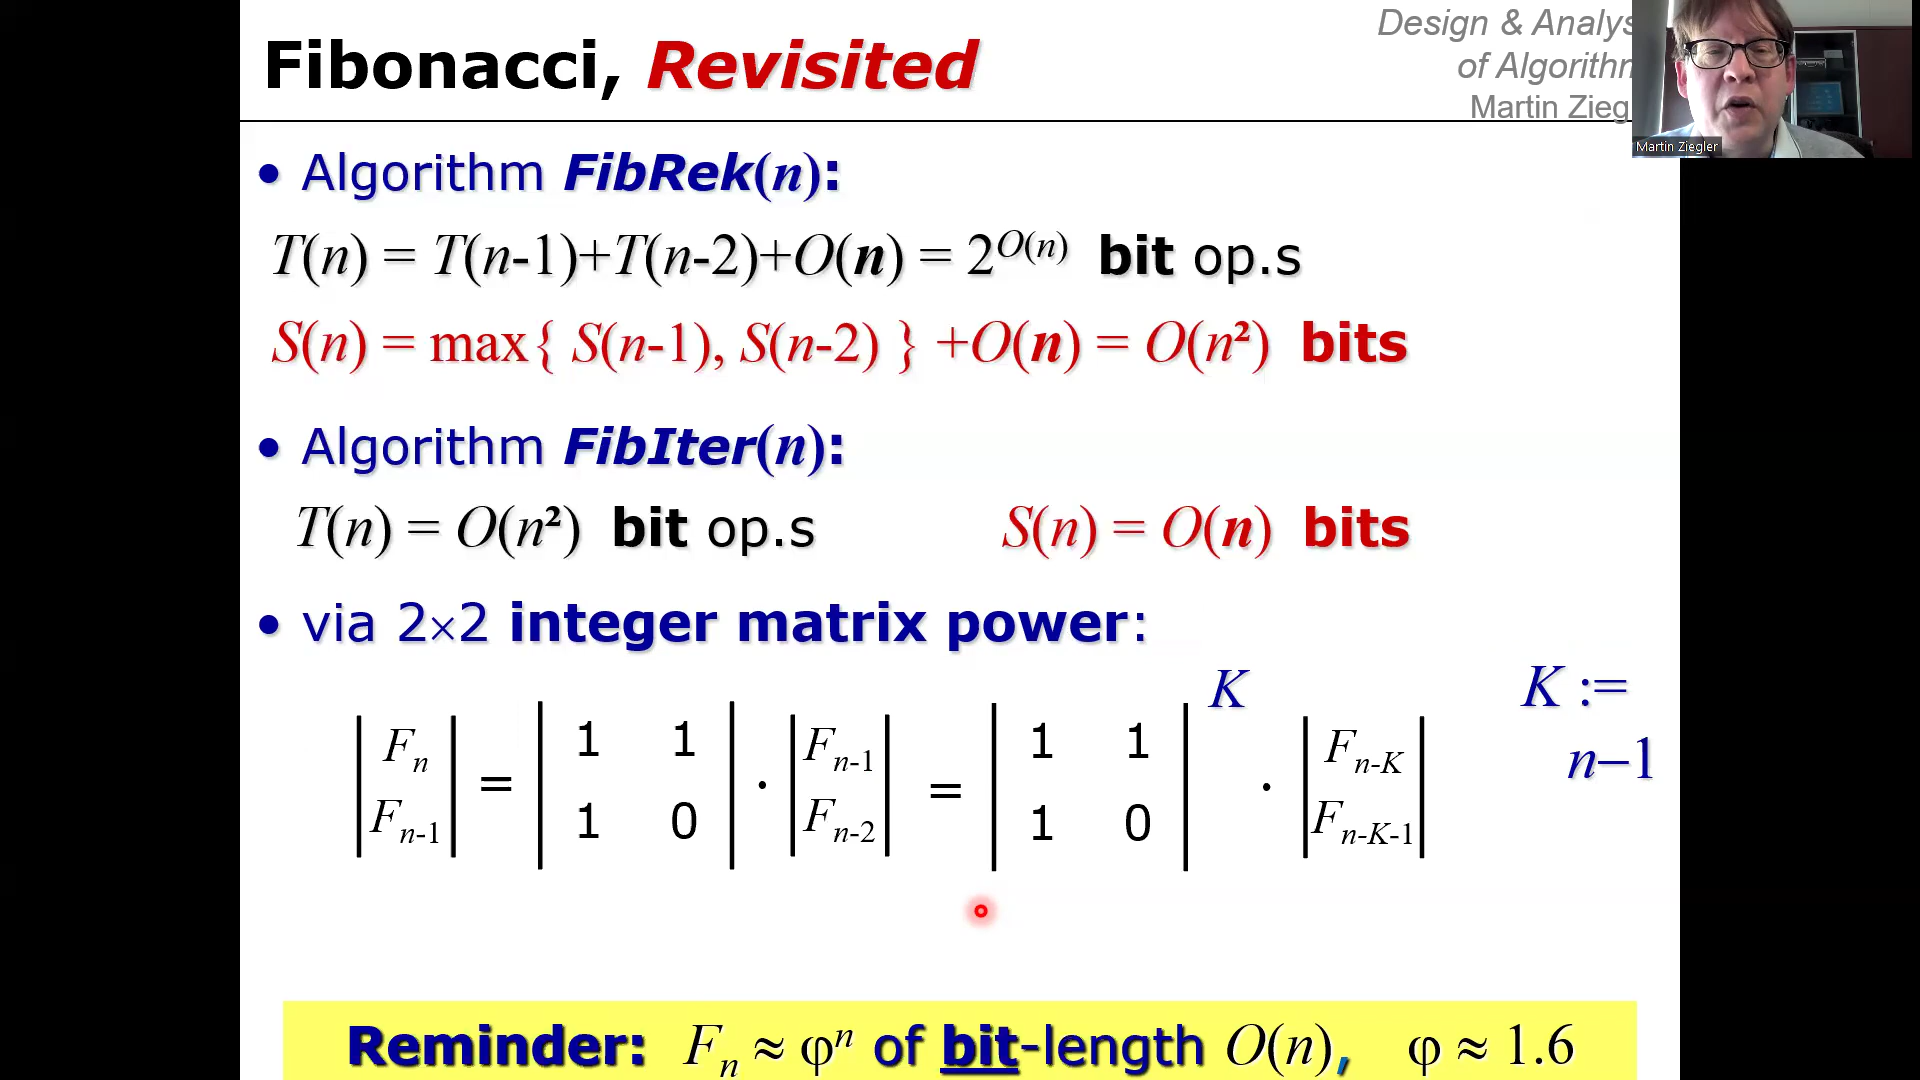 Fibonacci, Revisited
Design & Analys
of Algorithm
Martin Zieg
Martin Ziegler
• Algorithm FibRek(n):
T(n) = T(n-1)+T(n-2)+O(n) = 2^O(n) bit op.s
S(n) = max{ S(n-1), S(n-2) } +O(n) = O(n²) bits
• Algorithm FibIter(n):
T(n) = O(n²) bit op.s S(n) = O(n) bits
• via 2×2 integer matrix power:
K K :=
n–1
F_n 1 1 F_n-1 1 1 F_n-K
= · = ·
F_n-1 1 0 F_n-2 1 0 F_n-K-1
Reminder: F_n ≈ φ^n of bit-length O(n), φ ≈ 1.6